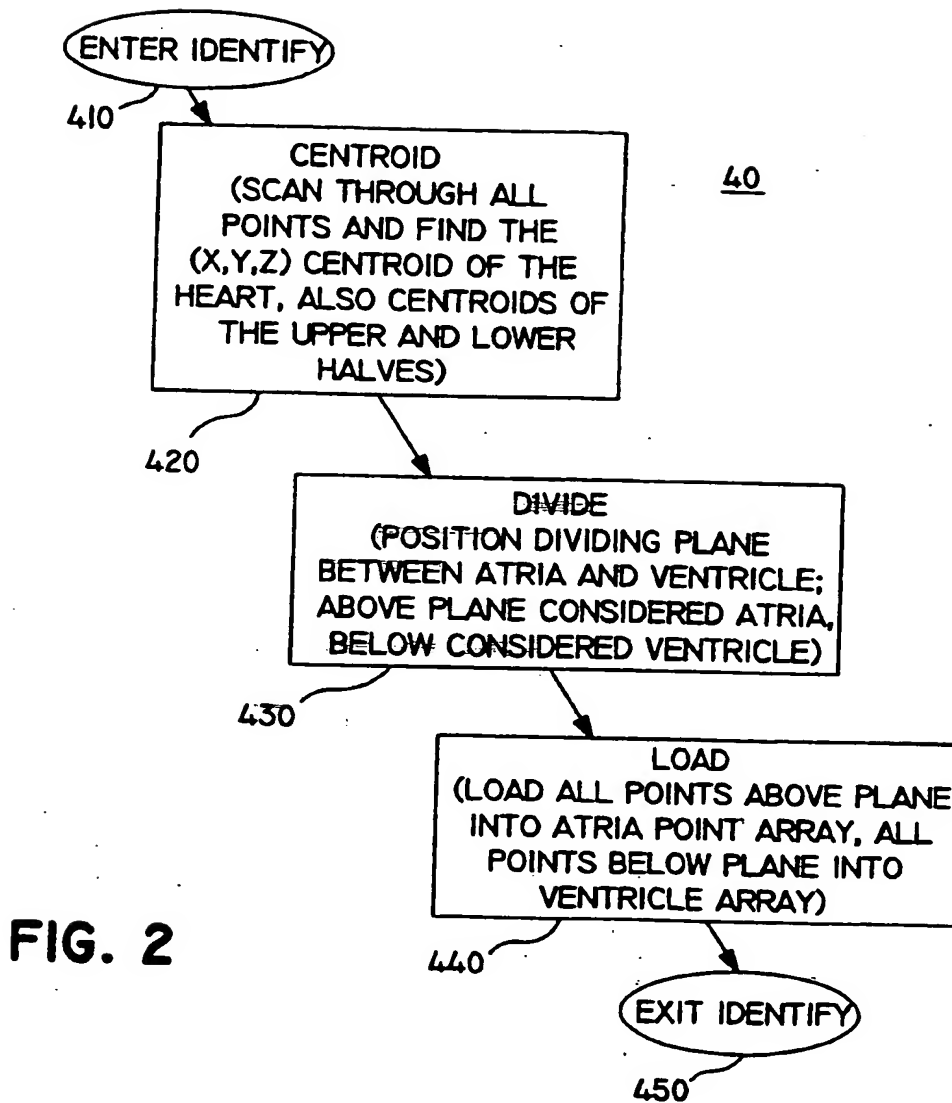 ENTER IDENTIFY
410
CENTROID
(SCAN THROUGH ALL
POINTS AND FIND THE
(X,Y,Z) CENTROID OF THE
HEART, ALSO CENTROIDS OF
THE UPPER AND LOWER
HALVES)
40
420
DIVIDE
(POSITION DIVIDING PLANE
BETWEEN ATRIA AND VENTRICLE;
ABOVE PLANE CONSIDERED ATRIA,
BELOW CONSIDERED VENTRICLE)
430
LOAD
(LOAD ALL POINTS ABOVE PLANE
INTO ATRIA POINT ARRAY, ALL
POINTS BELOW PLANE INTO
VENTRICLE ARRAY)
440
FIG. 2
EXIT IDENTIFY
450